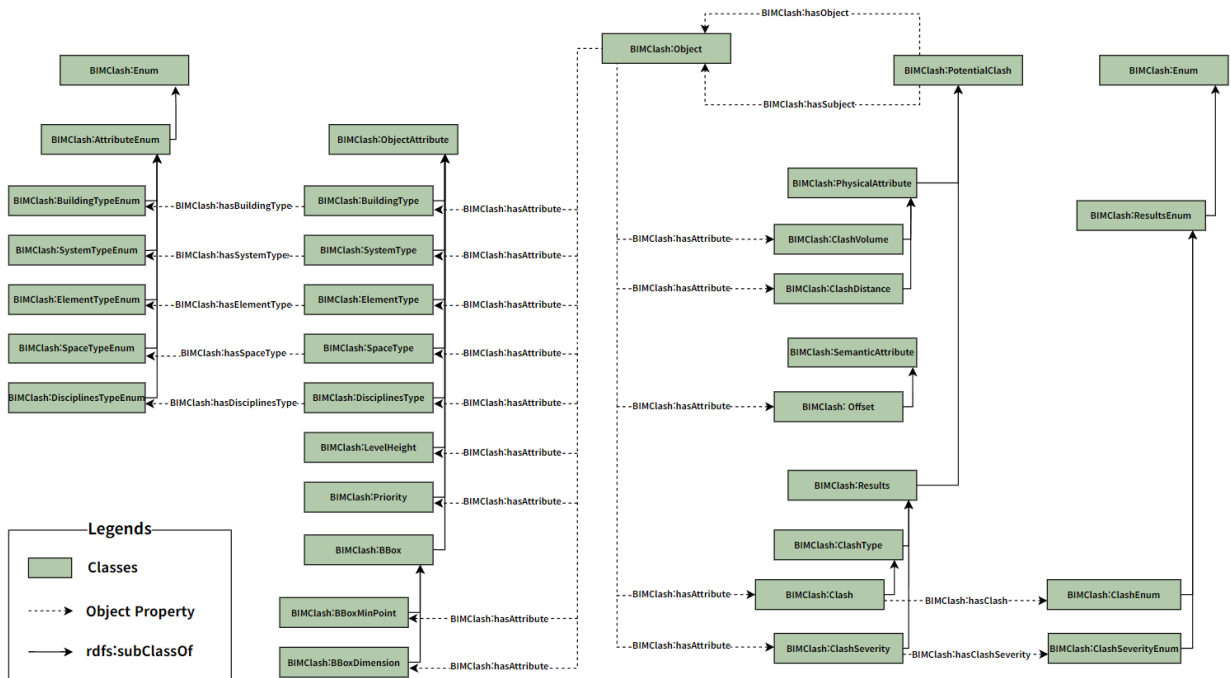 BIMClash:hasObject
BIMClash:Object
BIMClash:Enum
BIMClash:PotentialClash
BIMClash:Enum
BIMClash:hasSubject
BIMClash:AttributeEnum
BIMClash:ObjectAttribute
BIMClash:PhysicalAttribute
BIMClash:BuildingTypeEnum
BIMClash:hasBuildingType
BIMClash:BuildingType
BIMClash:hasAttribute
BIMClash:ResultsEnum
BIMClash:hasAttribute
BIMClash:ClashVolume
BIMClash:SystemTypeEnum
BIMClash:hasSystemType
BIMClash:SystemType
BIMClash:hasAttribute
BIMClash:hasAttribute
BIMClash:ClashDistance
BIMClash:ElementTypeEnum
BIMClash:hasElementType
BIMClash:ElementType
BIMClash:hasAttribute
BIMClash:SpaceTypeEnum
BIMClash:hasSpaceType
BIMClash:SpaceType
BIMClash:hasAttribute
BIMClash:SemanticAttribute
BIMClash:DisciplinesTypeEnum
BIMClash:hasDisciplinesType
BIMClash:DisciplinesType
BIMClash:hasAttribute
BIMClash:hasAttribute
BIMClash: Offset
BIMClash:LevelHeight
BIMClash:hasAttribute
BIMClash:Results
BIMClash:Priority
BIMClash:hasAttribute
Legends
BIMClash:BBox
BIMClash:ClashType
Classes
BIMClash:hasAttribute
BIMClash:Clash
BIMClash:hasClash
BIMClash:ClashEnum
Object Property
BIMClash:BBoxMinPoint
BIMClash:hasAttribute
rdfs:subClassOf
BIMClash:hasAttribute
BIMClash:ClashSeverity
BIMClash:hasClashSeverity
BIMClash:ClashSeverityEnum
BIMClash:BBoxDimension
BIMClash:hasAttribute